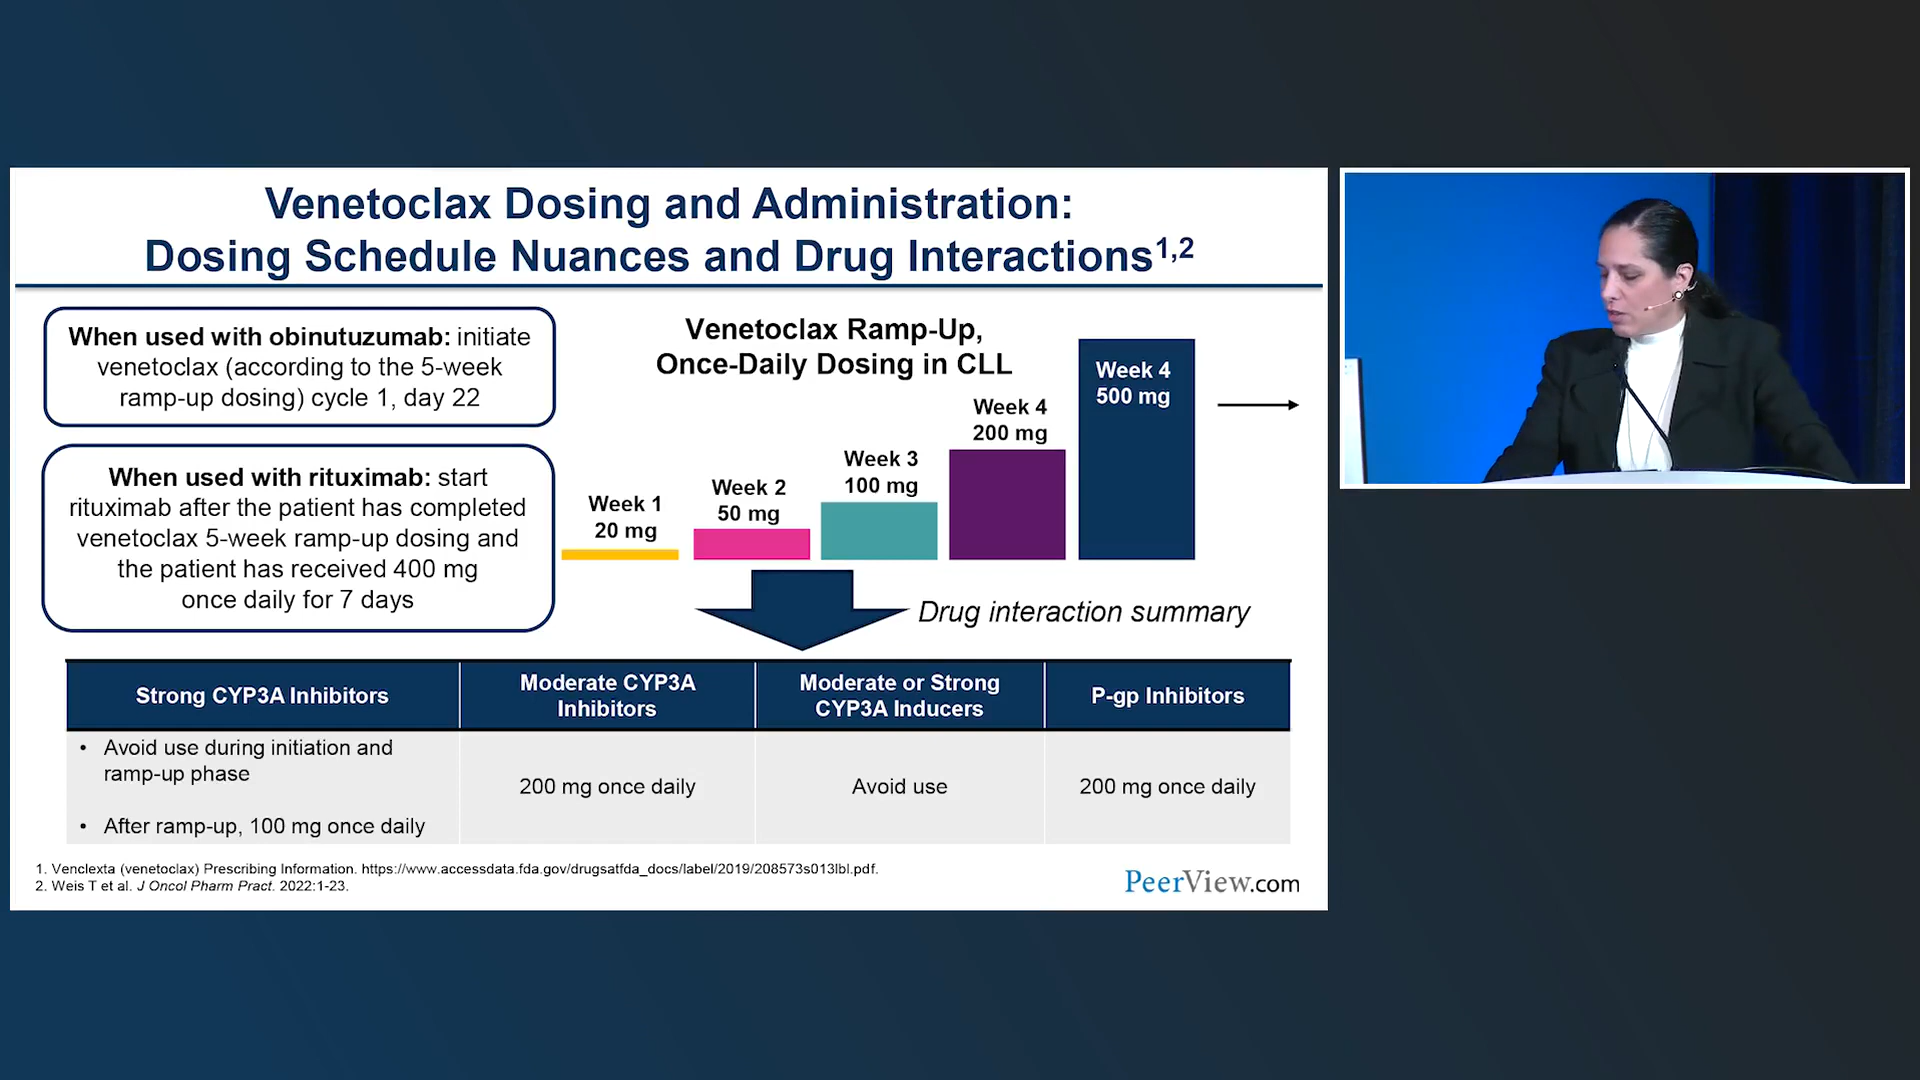 Venetoclax Dosing and Administration:
Dosing Schedule Nuances and Drug Interactions1,2
When used with obinutuzumab: initiate
venetoclax (according to the 5-week
ramp-up dosing) cycle 1, day 22
When used with rituximab: start
rituximab after the patient has completed
venetoclax 5-week ramp-up dosing and
the patient has received 400 mg
once daily for 7 days
Venetoclax Ramp-Up,
Once-Daily Dosing in CLL
Week 1
20 mg
Week 2
50 mg
Week 3
100 mg
Week 4
200 mg
Week 4
500 mg
Drug interaction summary
Strong CYP3A Inhibitors
Moderate CYP3A
Inhibitors
Moderate or Strong
CYP3A Inducers
P-gp Inhibitors
• Avoid use during initiation and
ramp-up phase
• After ramp-up, 100 mg once daily
200 mg once daily
Avoid use
200 mg once daily
1. Venclexta (venetoclax) Prescribing Information. https://www.accessdata.fda.gov/drugsatfda_docs/label/2019/208573s013lbl.pdf.
2. Weis T et al. J Oncol Pharm Pract. 2022:1-23.
PeerView.com